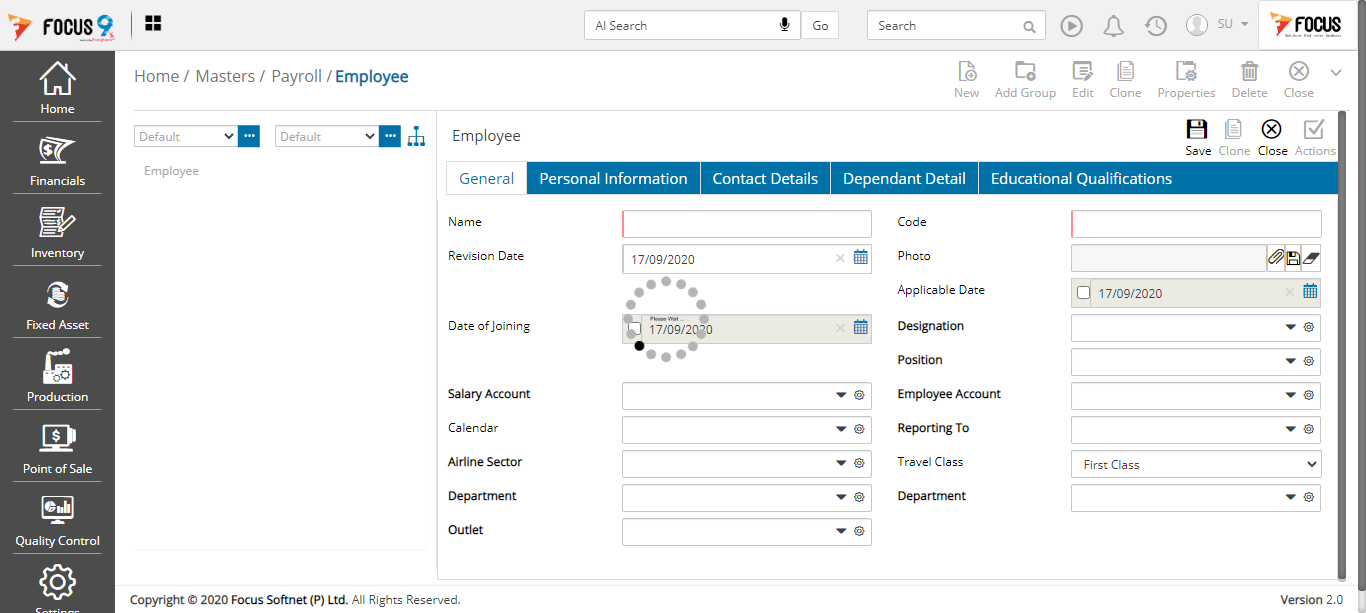 FOCUS 9
AI Search
Go
Search
SU
FOCUS
Home
Financials
Inventory
Fixed Asset
Production
Point of Sale
Quality Control
Settings
Home / Masters / Payroll / Employee
New
Add Group
Edit
Clone
Properties
Delete
Close
Default
Default
Employee
Employee
Save
Clone
Close
Actions
General
Personal Information
Contact Details
Dependant Detail
Educational Qualifications
Name
Code
Revision Date
17/09/2020
Photo
Applicable Date
17/09/2020
Date of Joining
Please Wait ...
17/09/2020
Designation
Position
Salary Account
Employee Account
Calendar
Reporting To
Airline Sector
Travel Class
First Class
Department
Department
Outlet
Copyright © 2020 Focus Softnet (P) Ltd. All Rights Reserved.
Version 2.0